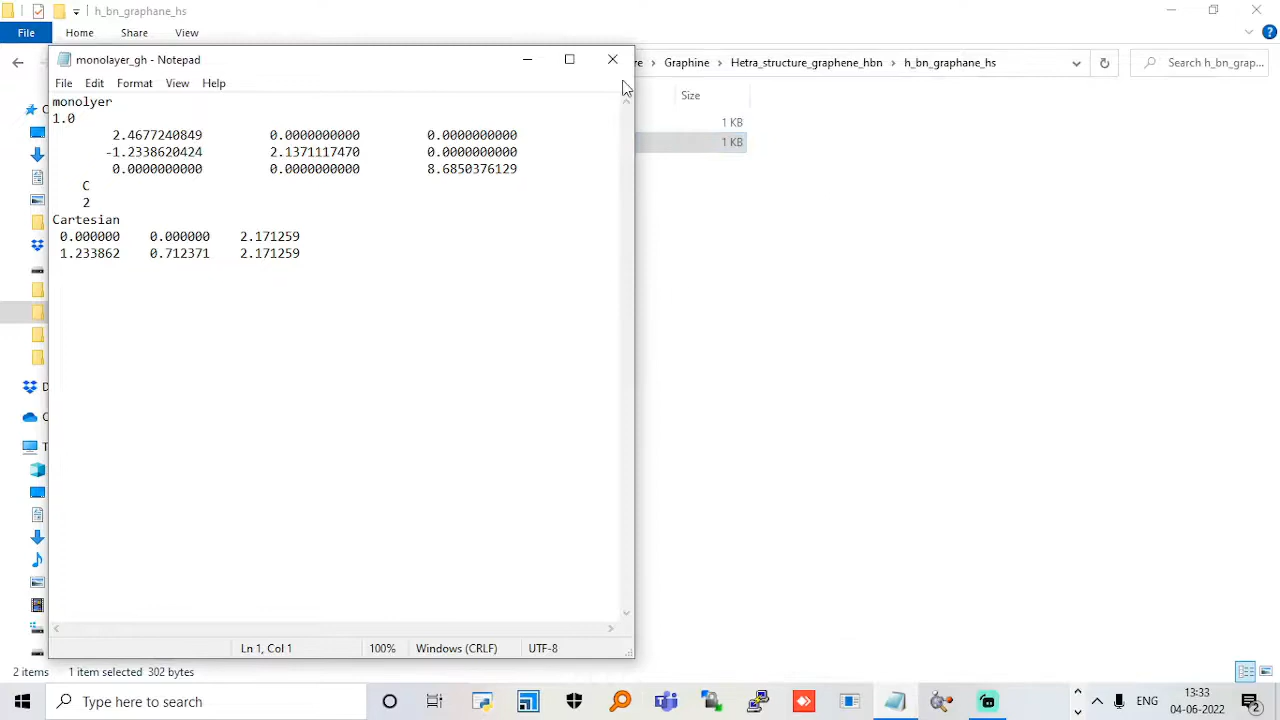 h_bn_graphane_hs
File Home Share View
monolayer_gh - Notepad
Graphine Hetra_structure_graphene_hbn h_bn_graphane_hs Search h_bn_grap...
File Edit Format View Help
Size
monolyer
1 KB
1.0
2.4677240849 0.0000000000 0.0000000000
1 KB
-1.2338620424 2.1371117470 0.0000000000
0.0000000000 0.0000000000 8.6850376129
C
2
Cartesian
0.000000 0.000000 2.171259
1.233862 0.712371 2.171259
Ln 1, Col 1 100% Windows (CRLF) UTF-8
2 items 1 item selected 302 bytes
Type here to search
ENG
13:33
04-06-2022
2